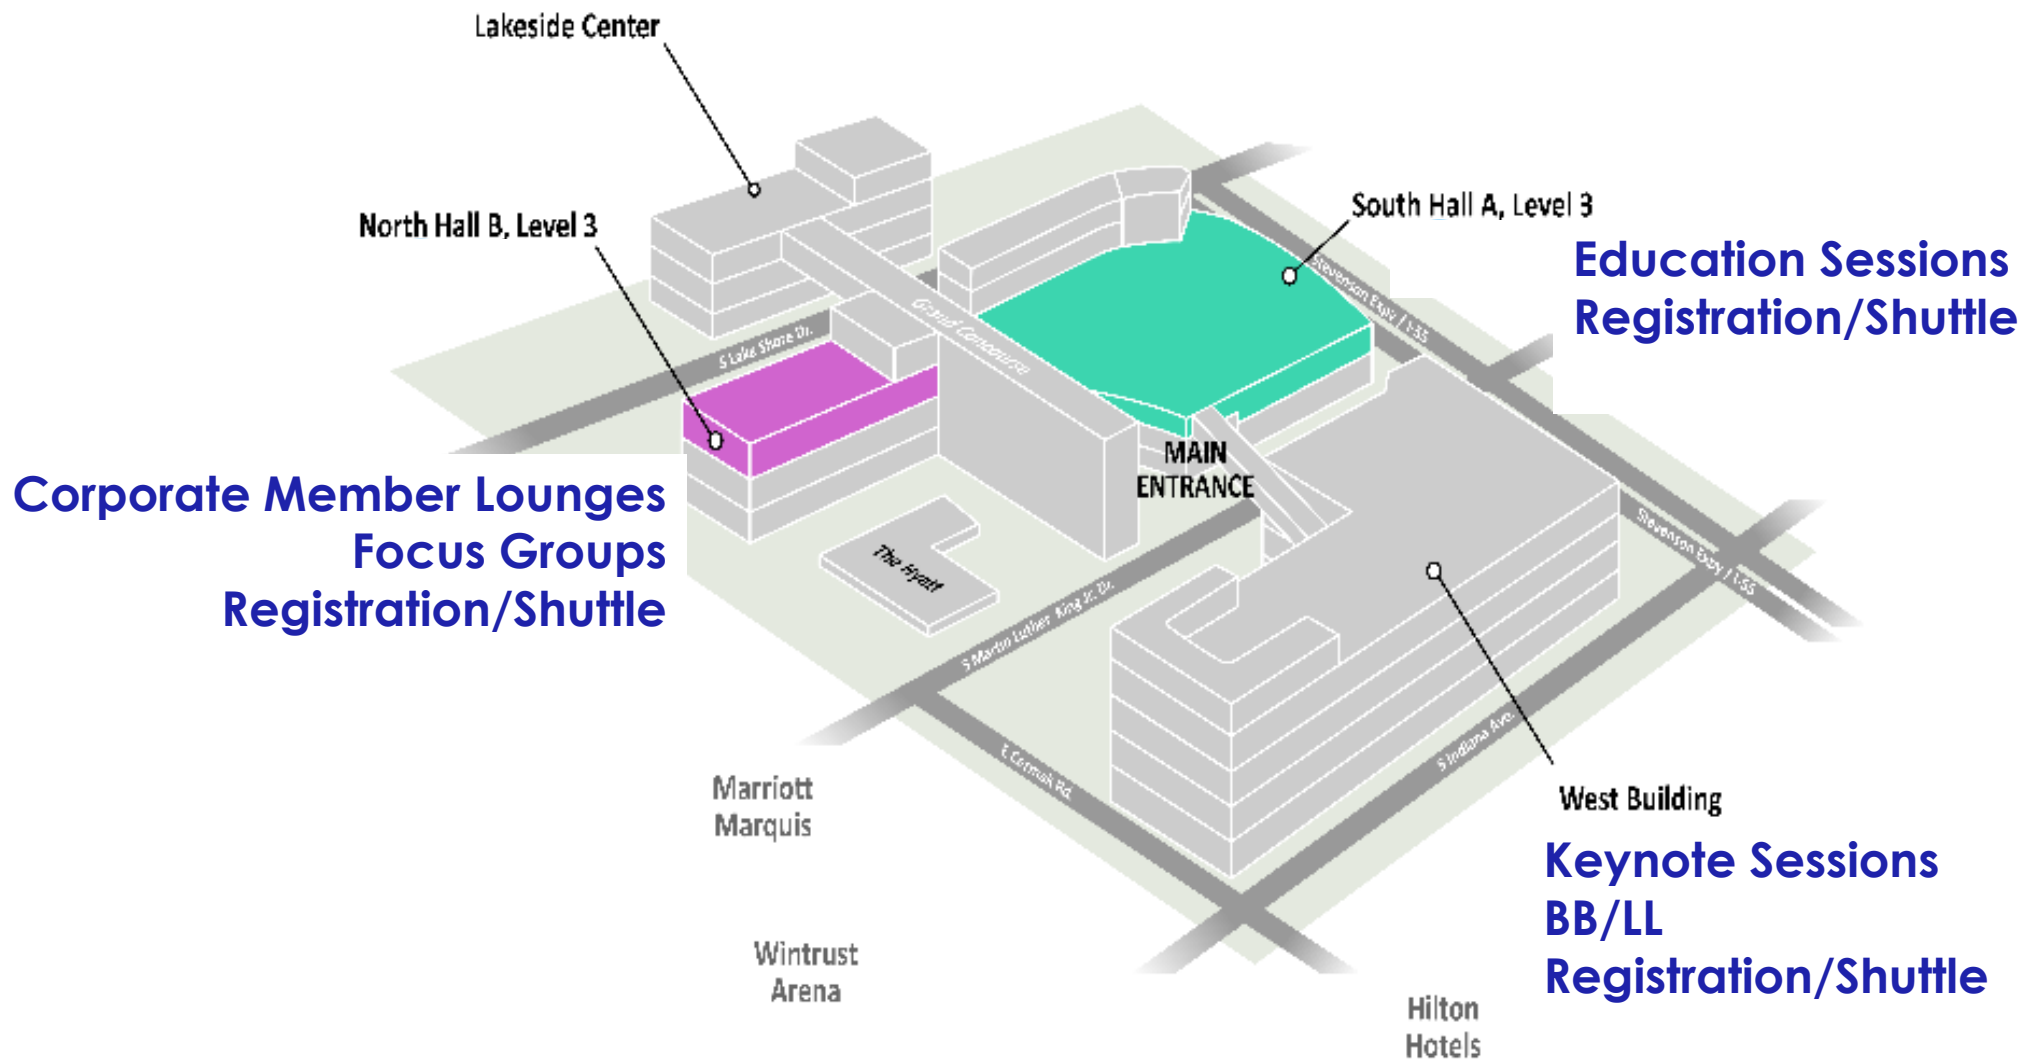 Lakeside Center
North Hall B, Level 3
South Hall A, Level 3
Education Sessions
Registration/Shuttle
Stevenson Expy / I-55
Grand Concourse
S Lake Shore Dr.
MAIN
ENTRANCE
Corporate Member Lounges
Focus Groups
Registration/Shuttle
The Hyatt
S Martin Luther King Jr. Dr.
Stevenson Expy / I-55
E Cermak Rd.
S Indiana Ave.
Marriott
Marquis
West Building
Keynote Sessions
BB/LL
Registration/Shuttle
Wintrust
Arena
Hilton
Hotels